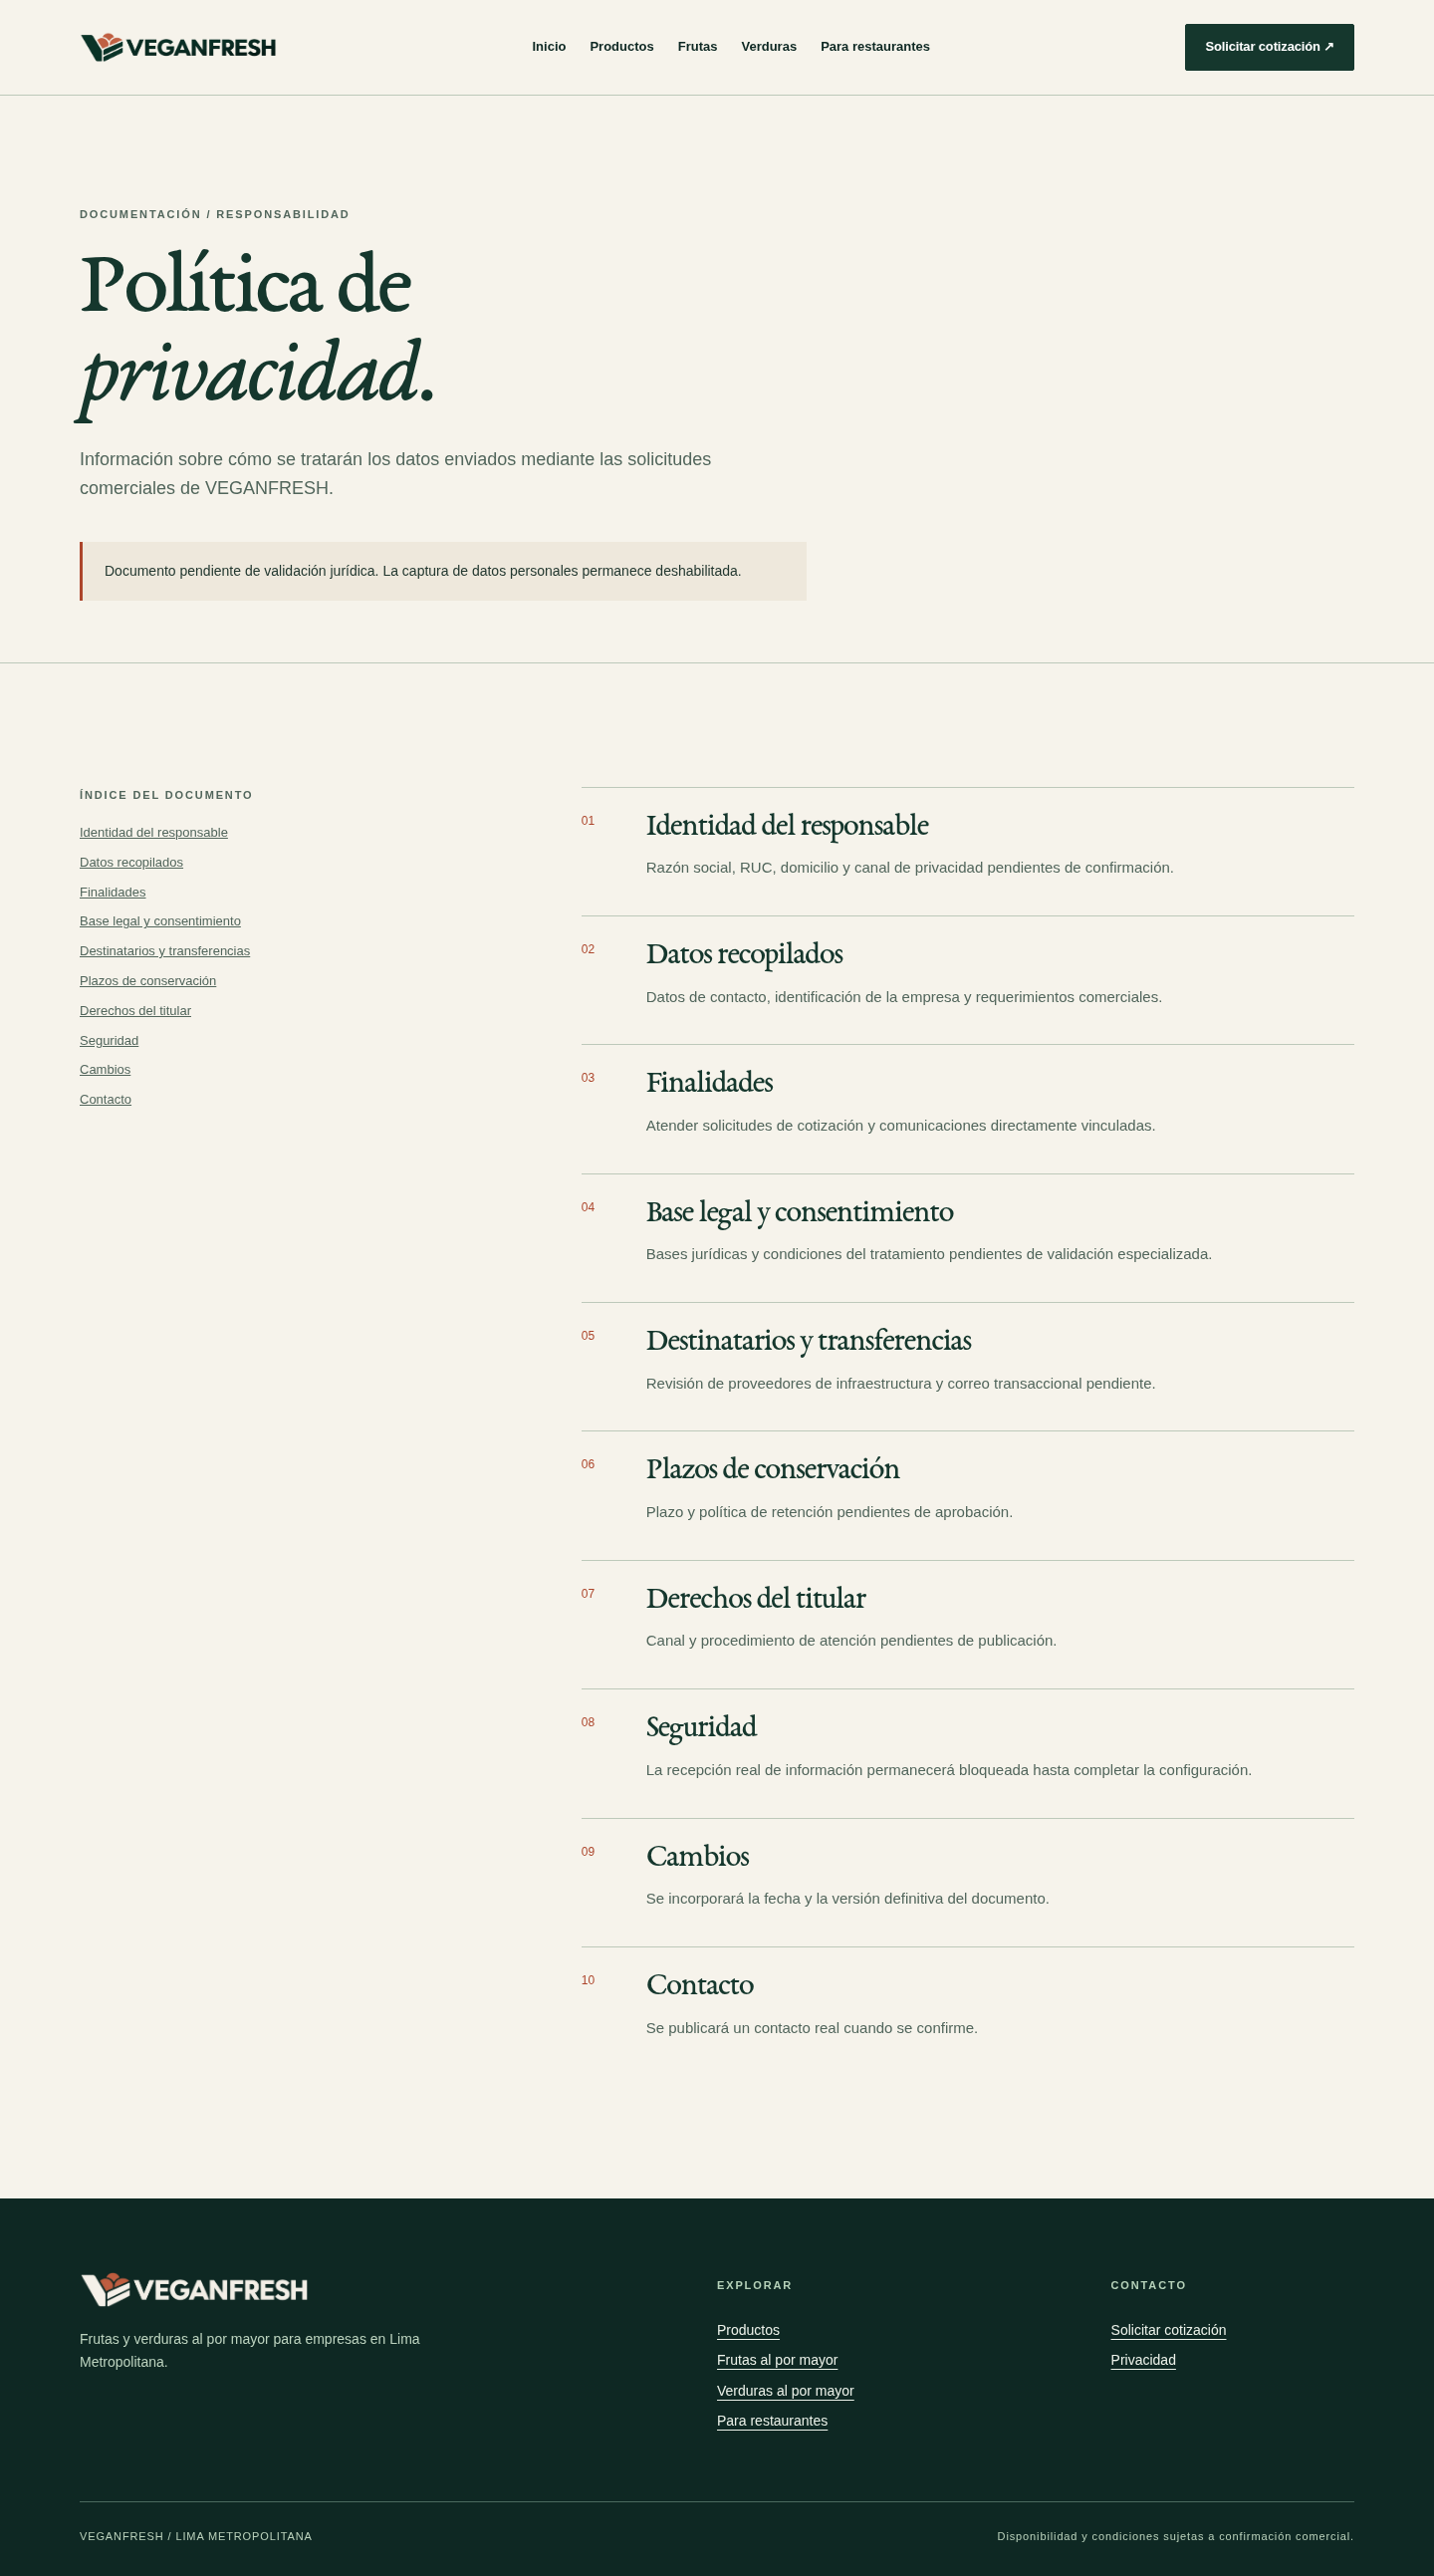 VEGANFRESH
Inicio Productos Frutas Verduras Para restaurantes
Solicitar cotización ↗
DOCUMENTACIÓN / RESPONSABILIDAD
Política de
privacidad.
Información sobre cómo se tratarán los datos enviados mediante las solicitudes
comerciales de VEGANFRESH.
Documento pendiente de validación jurídica. La captura de datos personales permanece deshabilitada.
ÍNDICE DEL DOCUMENTO
Identidad del responsable
Datos recopilados
Finalidades
Base legal y consentimiento
Destinatarios y transferencias
Plazos de conservación
Derechos del titular
Seguridad
Cambios
Contacto
01
Identidad del responsable
Razón social, RUC, domicilio y canal de privacidad pendientes de confirmación.
02
Datos recopilados
Datos de contacto, identificación de la empresa y requerimientos comerciales.
03
Finalidades
Atender solicitudes de cotización y comunicaciones directamente vinculadas.
04
Base legal y consentimiento
Bases jurídicas y condiciones del tratamiento pendientes de validación especializada.
05
Destinatarios y transferencias
Revisión de proveedores de infraestructura y correo transaccional pendiente.
06
Plazos de conservación
Plazo y política de retención pendientes de aprobación.
07
Derechos del titular
Canal y procedimiento de atención pendientes de publicación.
08
Seguridad
La recepción real de información permanecerá bloqueada hasta completar la configuración.
09
Cambios
Se incorporará la fecha y la versión definitiva del documento.
10
Contacto
Se publicará un contacto real cuando se confirme.
VEGANFRESH
Frutas y verduras al por mayor para empresas en Lima
Metropolitana.
EXPLORAR
Productos
Frutas al por mayor
Verduras al por mayor
Para restaurantes
CONTACTO
Solicitar cotización
Privacidad
VEGANFRESH / LIMA METROPOLITANA
Disponibilidad y condiciones sujetas a confirmación comercial.